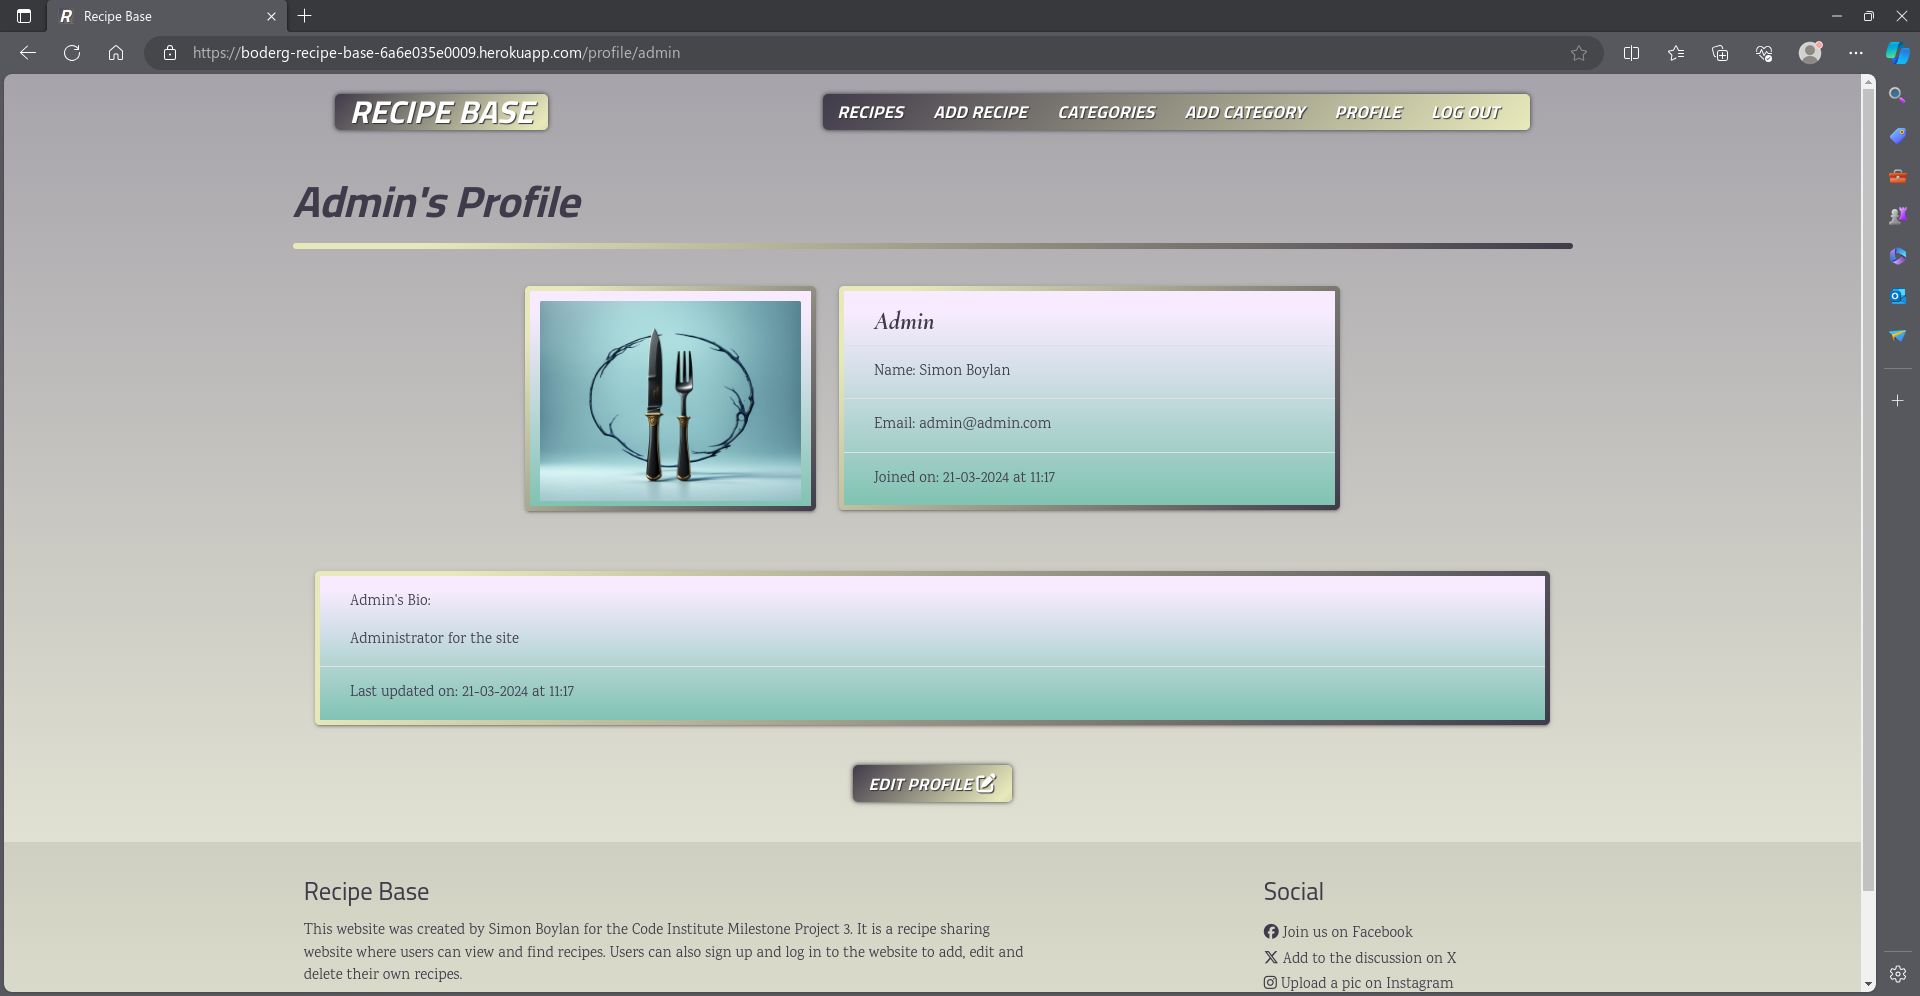 Recipe Base
https://boderg-recipe-base-6a6e035e0009.herokuapp.com/profile/admin
RECIPE BASE
RECIPES ADD RECIPE CATEGORIES ADD CATEGORY PROFILE LOG OUT
Admin's Profile
Admin
Name: Simon Boylan
Email: admin@admin.com
Joined on: 21-03-2024 at 11:17
Admin's Bio:
Administrator for the site
Last updated on: 21-03-2024 at 11:17
EDIT PROFILE
Recipe Base
This website was created by Simon Boylan for the Code Institute Milestone Project 3. It is a recipe sharing
website where users can view and find recipes. Users can also sign up and log in to the website to add, edit and
delete their own recipes.
Social
Join us on Facebook
Add to the discussion on X
Upload a pic on Instagram